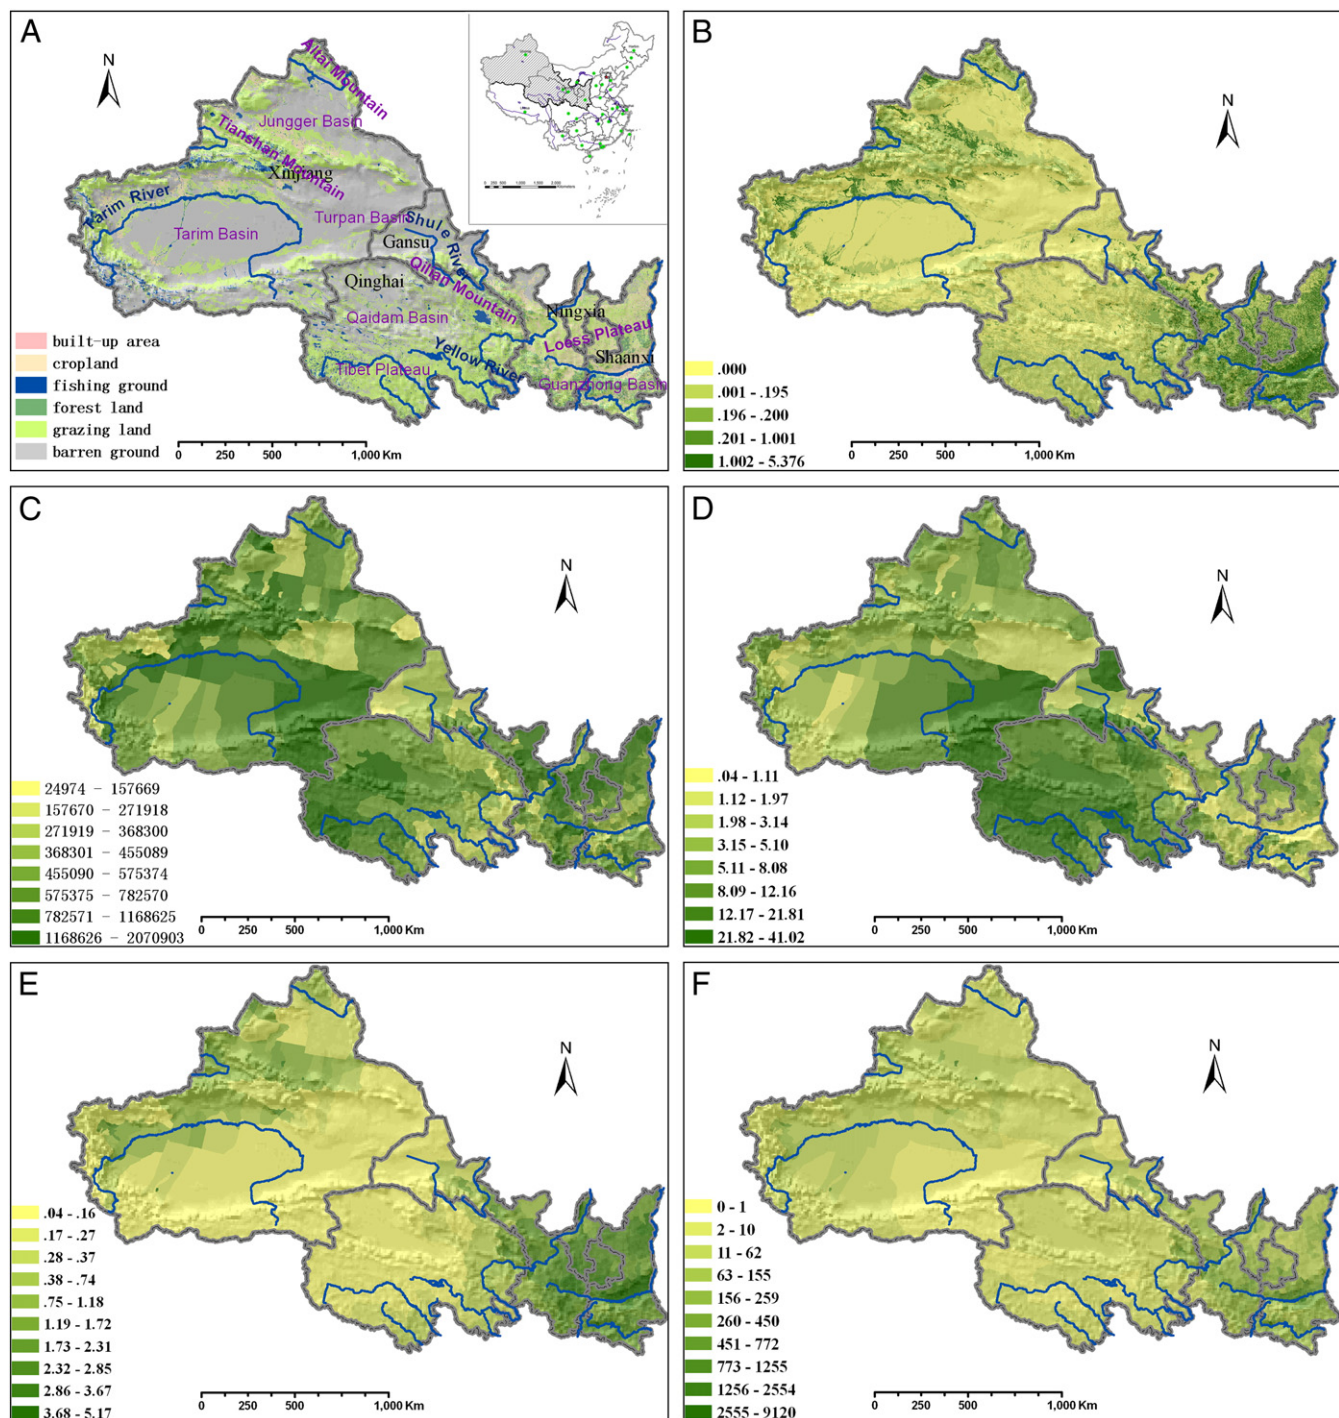 A
N
Altai Mountain
Jungger Basin
Tianshan Mountain
Xinjiang
Tarim River
Turpan Basin
Shule River
Tarim Basin
Gansu
Qinghai
Qilian Mountain
Qaidam Basin
Ningxia
Loess Plateau
Yellow River
Shaanxi
Tibet Plateau
Guanzhong Basin
built-up area
cropland
fishing ground
forest land
grazing land
barren ground
0 250 500 1,000 Km
B
N
.000
.001 - .195
.196 - .200
.201 - 1.001
1.002 - 5.376
0 250 500 1,000 Km
C
N
24974 - 157669
157670 - 271918
271919 - 368300
368301 - 455089
455090 - 575374
575375 - 782570
782571 - 1168625
1168626 - 2070903
0 250 500 1,000 Km
D
N
.04 - 1.11
1.12 - 1.97
1.98 - 3.14
3.15 - 5.10
5.11 - 8.08
8.09 - 12.16
12.17 - 21.81
21.82 - 41.02
0 250 500 1,000 Km
E
N
.04 - .16
.17 - .27
.28 - .37
.38 - .74
.75 - 1.18
1.19 - 1.72
1.73 - 2.31
2.32 - 2.85
2.86 - 3.67
3.68 - 5.17
0 250 500 1,000 Km
F
N
0 - 1
2 - 10
11 - 62
63 - 155
156 - 259
260 - 450
451 - 772
773 - 1255
1256 - 2554
2555 - 9120
0 250 500 1,000 Km